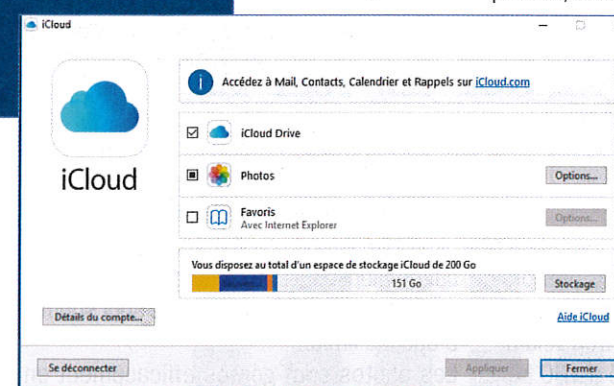 iCloud
Accédez à Mail, Contacts, Calendrier et Rappels sur iCloud.com
iCloud Drive
iCloud
Photos
Options...
Favoris
Avec Internet Explorer
Options...
Vous disposez au total d'un espace de stockage iCloud de 200 Go
151 Go
Stockage
Détails du compte...
Aide iCloud
Se déconnecter
Appliquer
Fermer